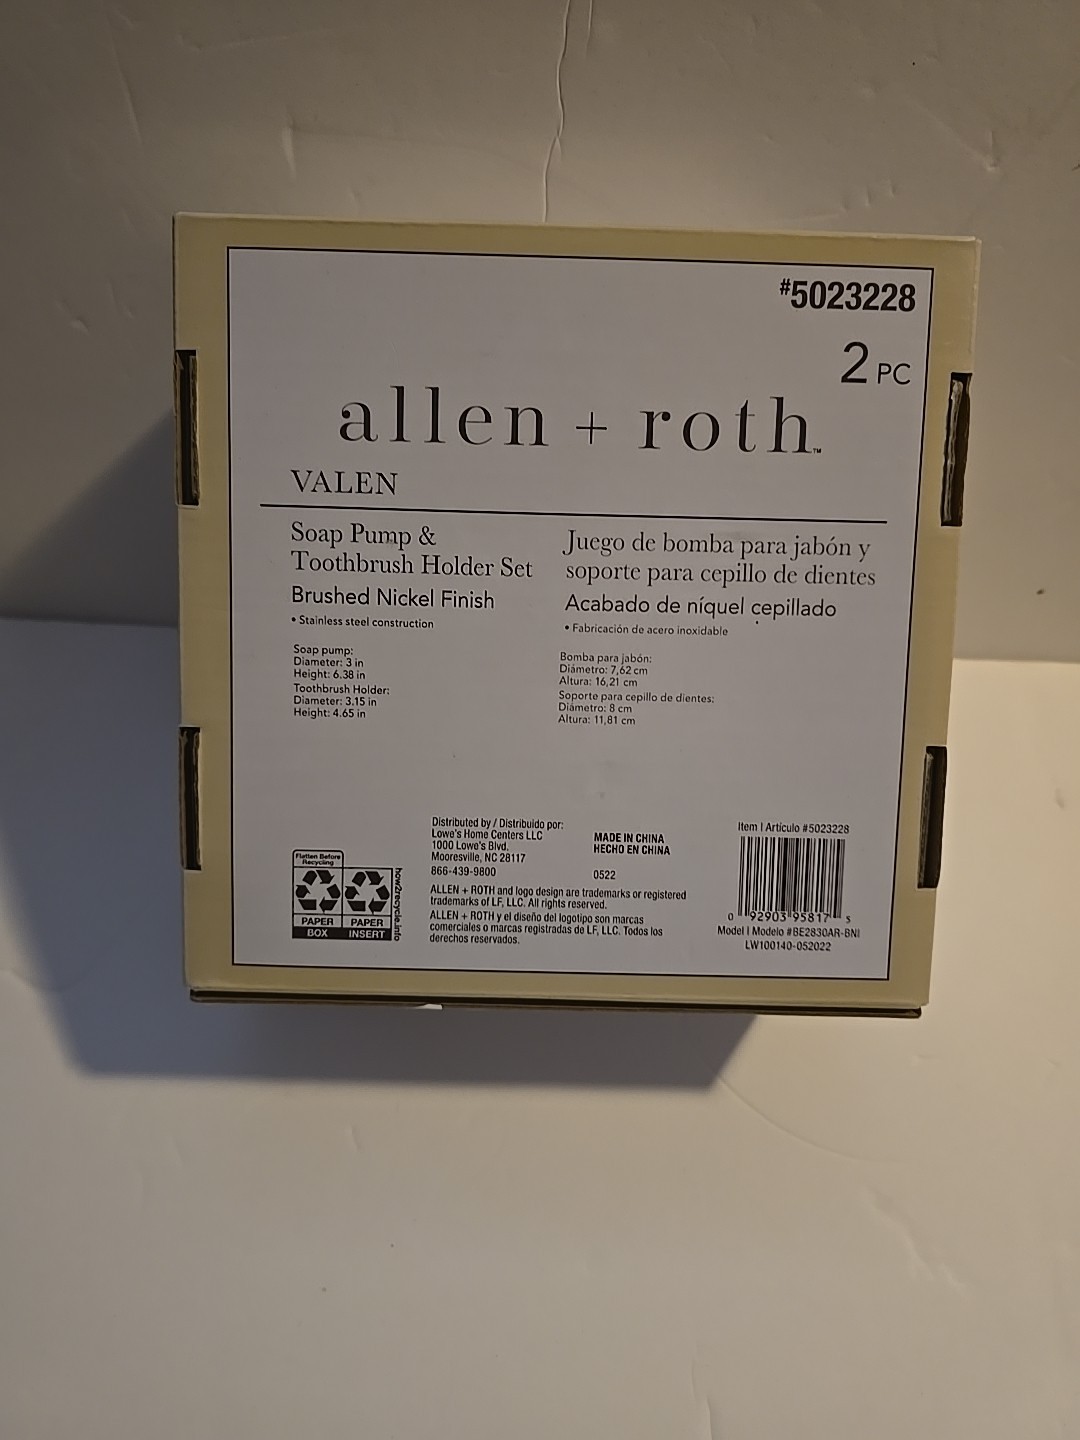 #5023228
2 PC
allen + roth™
VALEN
Soap Pump &
Toothbrush Holder Set
Brushed Nickel Finish
• Stainless steel construction
Soap pump:
Diameter: 3 in
Height: 6.38 in
Toothbrush Holder:
Diameter: 3.15 in
Height: 4.65 in
Juego de bomba para jabón y
soporte para cepillo de dientes
Acabado de níquel cepillado
• Fabricación de acero inoxidable
Bomba para jabón:
Diámetro: 7,62 cm
Altura: 16,21 cm
Soporte para cepillo de dientes:
Diámetro: 8 cm
Altura: 11,81 cm
Flatten Before
Recycling
PAPER
BOX
PAPER
INSERT
how2recycle.info
Distributed by / Distribuido por:
Lowe's Home Centers LLC
1000 Lowe's Blvd.
Mooresville, NC 28117
866-439-9800
MADE IN CHINA
HECHO EN CHINA
0522
ALLEN + ROTH and logo design are trademarks or registered
trademarks of LF, LLC. All rights reserved.
ALLEN + ROTH y el diseño del logotipo son marcas
comerciales o marcas registradas de LF, LLC. Todos los
derechos reservados.
Item | Artículo #5023228
0 92903 95817 5
Model | Modelo #BE2830AR-BNI
LW100140-052022